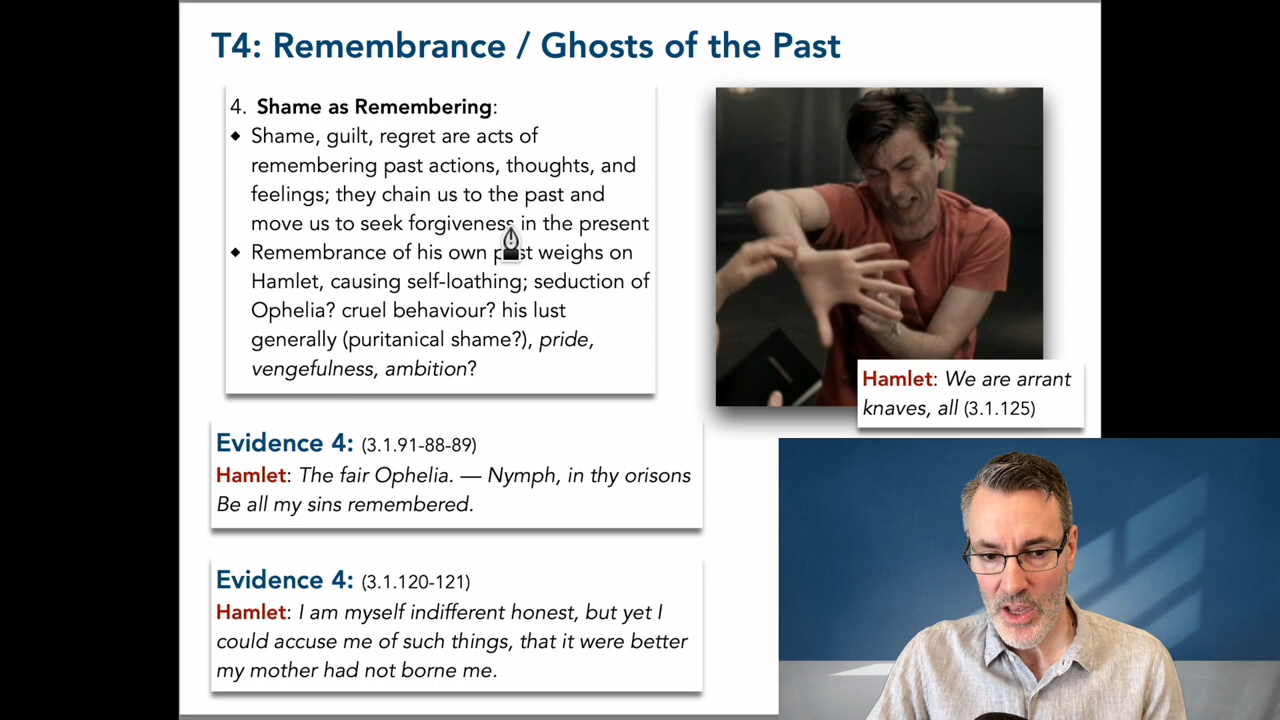 T4: Remembrance / Ghosts of the Past
4. Shame as Remembering:
◆ Shame, guilt, regret are acts of
remembering past actions, thoughts, and
feelings; they chain us to the past and
move us to seek forgiveness in the present
◆ Remembrance of his own past weighs on
Hamlet, causing self-loathing; seduction of
Ophelia? cruel behaviour? his lust
generally (puritanical shame?), pride,
vengefulness, ambition?
Hamlet: We are arrant
knaves, all (3.1.125)
Evidence 4: (3.1.91-88-89)
Hamlet: The fair Ophelia. — Nymph, in thy orisons
Be all my sins remembered.
Evidence 4: (3.1.120-121)
Hamlet: I am myself indifferent honest, but yet I
could accuse me of such things, that it were better
my mother had not borne me.